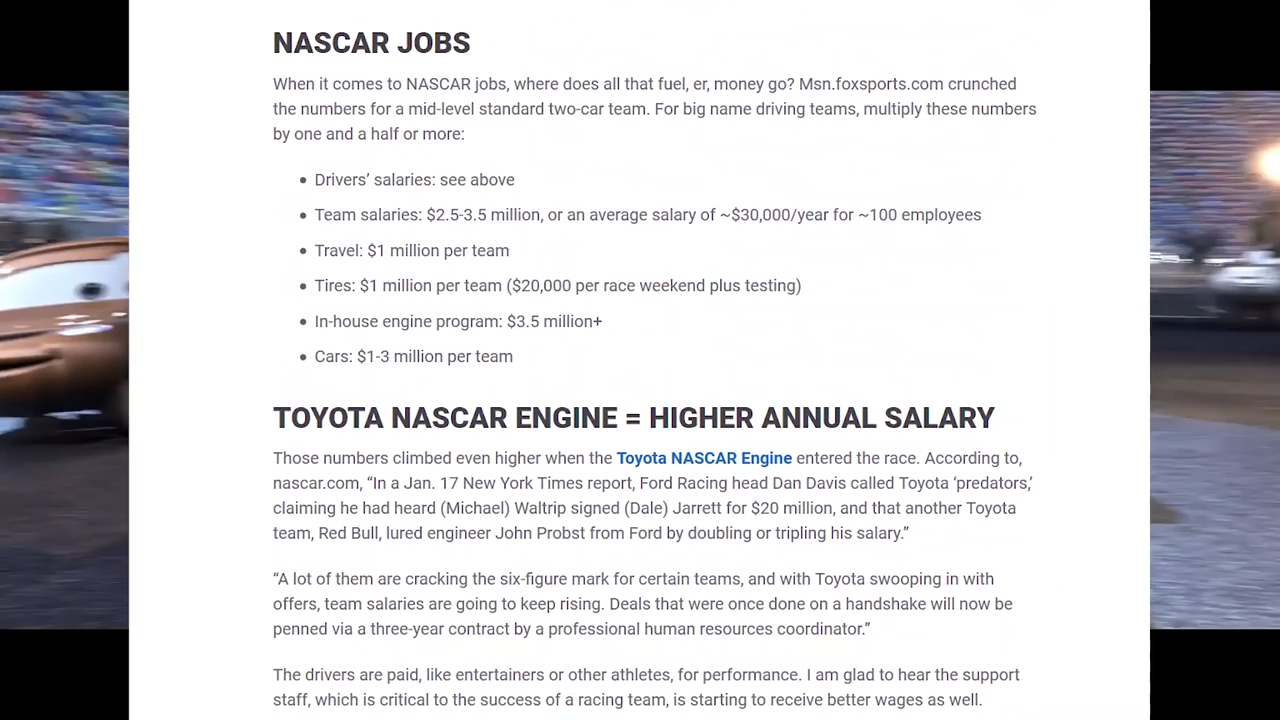 NASCAR JOBS
When it comes to NASCAR jobs, where does all that fuel, er, money go? Msn.foxsports.com crunched
the numbers for a mid-level standard two-car team. For big name driving teams, multiply these numbers
by one and a half or more:
• Drivers’ salaries: see above
• Team salaries: $2.5-3.5 million, or an average salary of ~$30,000/year for ~100 employees
• Travel: $1 million per team
• Tires: $1 million per team ($20,000 per race weekend plus testing)
• In-house engine program: $3.5 million+
• Cars: $1-3 million per team
TOYOTA NASCAR ENGINE = HIGHER ANNUAL SALARY
Those numbers climbed even higher when the Toyota NASCAR Engine entered the race. According to,
nascar.com, “In a Jan. 17 New York Times report, Ford Racing head Dan Davis called Toyota ‘predators,’
claiming he had heard (Michael) Waltrip signed (Dale) Jarrett for $20 million, and that another Toyota
team, Red Bull, lured engineer John Probst from Ford by doubling or tripling his salary.”
“A lot of them are cracking the six-figure mark for certain teams, and with Toyota swooping in with
offers, team salaries are going to keep rising. Deals that were once done on a handshake will now be
penned via a three-year contract by a professional human resources coordinator.”
The drivers are paid, like entertainers or other athletes, for performance. I am glad to hear the support
staff, which is critical to the success of a racing team, is starting to receive better wages as well.